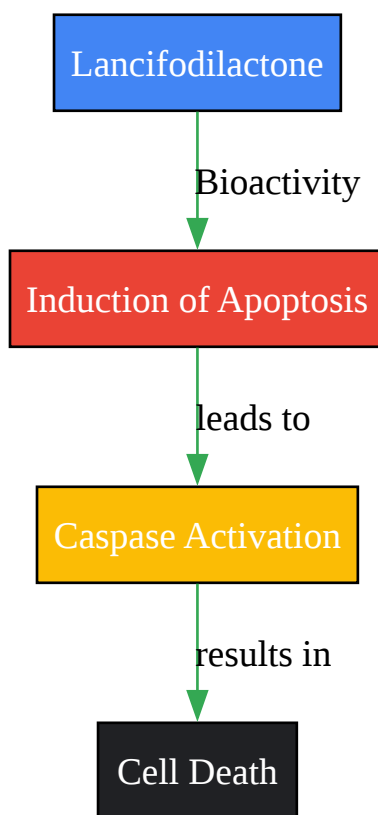 Lancifodilactone
Bioactivity
Induction of Apoptosis
leads to
Caspase Activation
results in
Cell Death